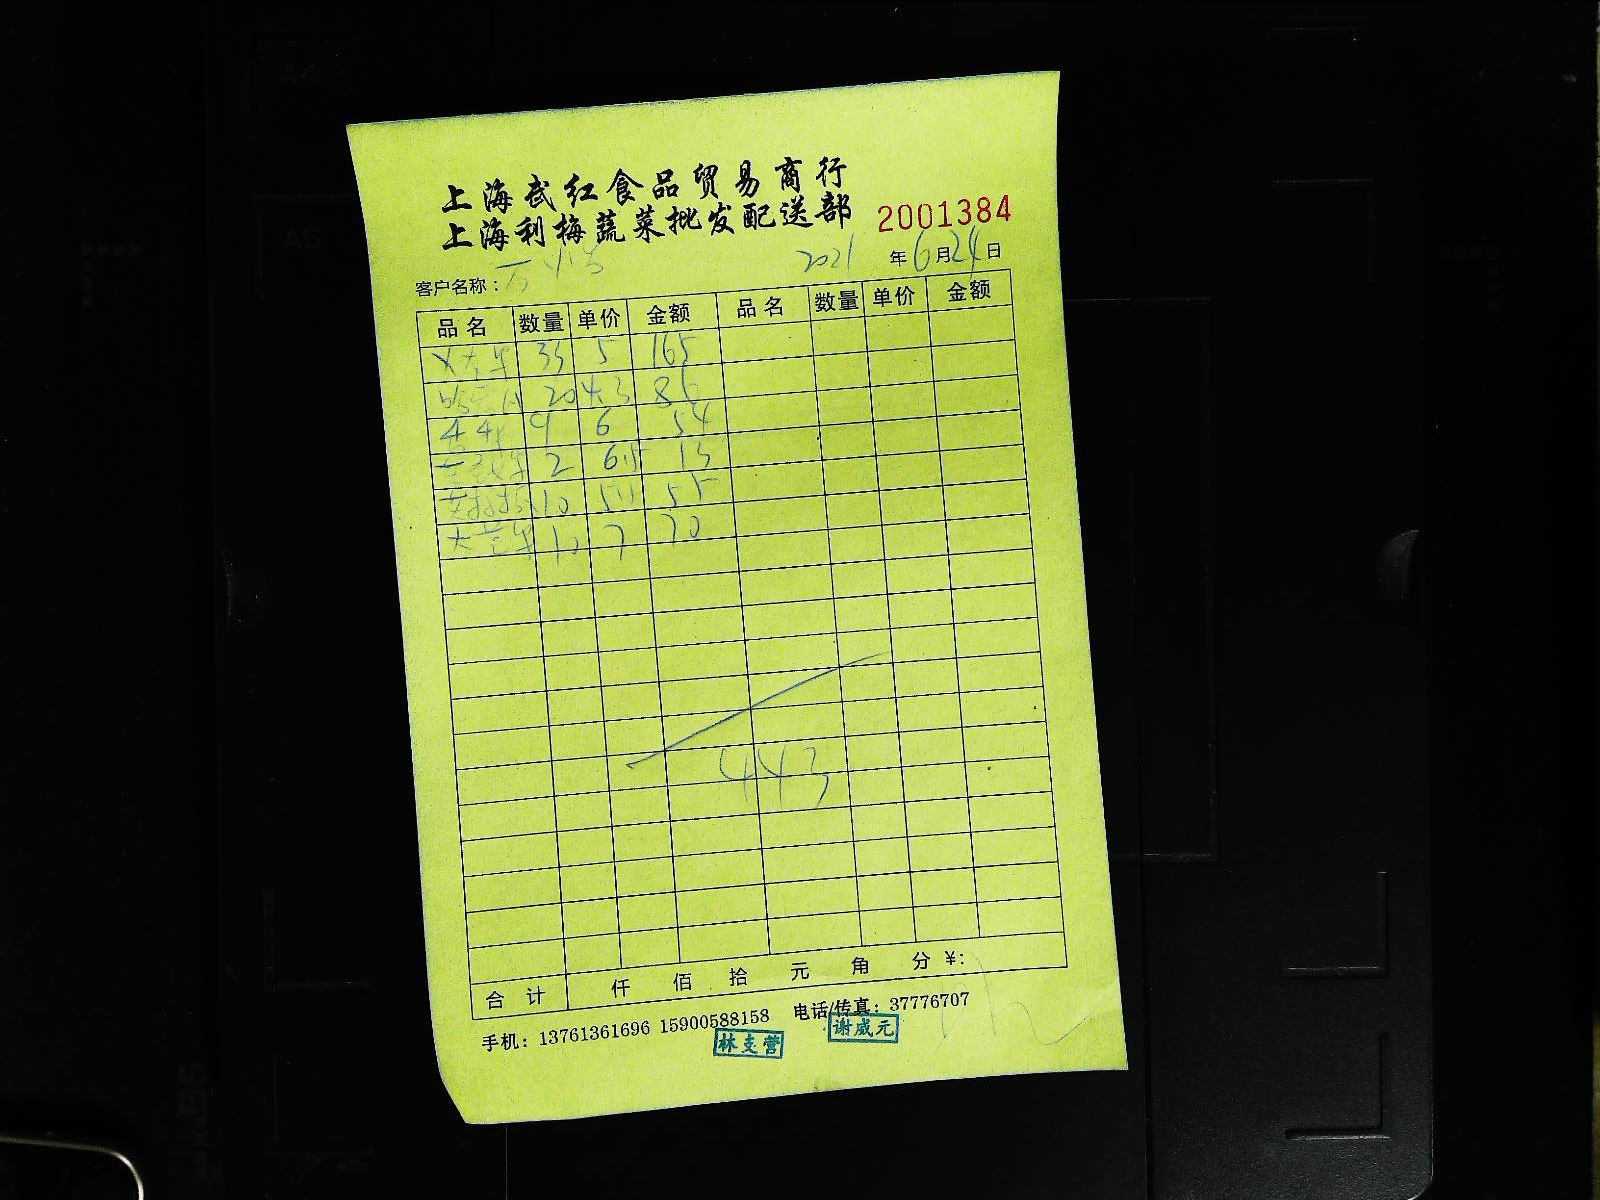 上海武红食品贸易商行
上海利梅蔬菜批发配送部 2001384
客户名称： 2021 年 6 月 24 日
品名 数量 单价 金额 品名 数量 单价 金额
33 5 165
20 4.3 86
9 6 54
2 6.5 13
10 5.5 55
10 7 70
443
合计 仟 佰 拾 元 角 分 ¥:
手机：13761361696 15900588158 电话/传真：37776707
林支营 谢咸元